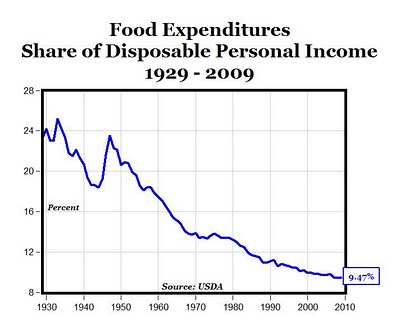 Food Expenditures
Share of Disposable Personal Income
1929 - 2009
28
24
20
16
12
8
Percent
9.47%
Source: USDA
1930 1940 1950 1960 1970 1980 1990 2000 2010